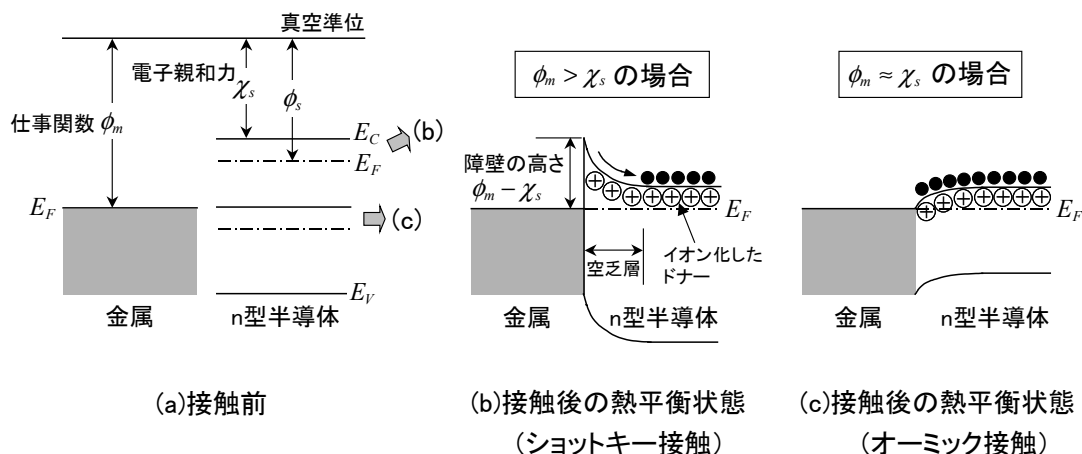 真空準位
電子親和力
χs
φs
仕事関数 φm
EC
(b)
EF
EF
(c)
EV
金属
n型半導体
(a)接触前
φm > χs の場合
障壁の高さ
φm − χs
EF
空乏層
イオン化した
ドナー
金属
n型半導体
(b)接触後の熱平衡状態
(ショットキー接触)
φm ≈ χs の場合
EF
金属
n型半導体
(c)接触後の熱平衡状態
(オーミック接触)